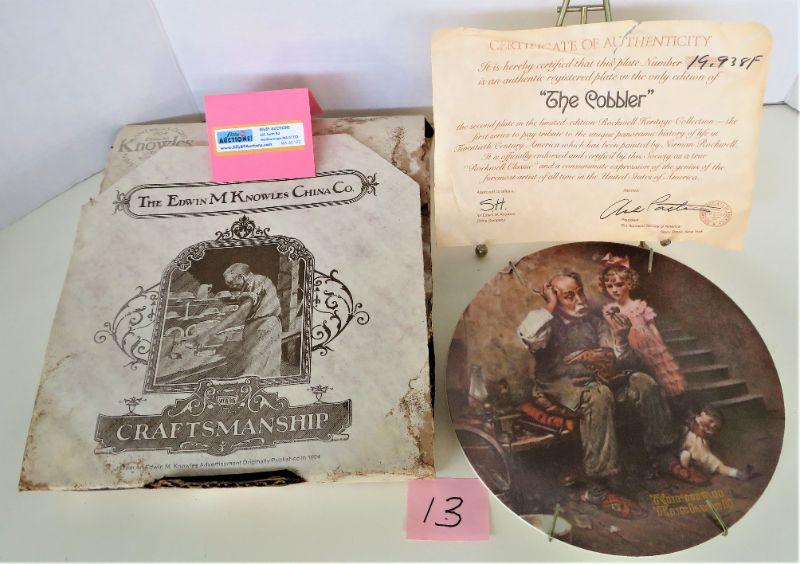 Knowles
AUCTIONS!
THE EDWIN M KNOWLES CHINA CO.
CRAFTSMANSHIP
CERTIFICATE OF AUTHENTICITY
It is hereby certified that this plate Number 19,938F
is an authentic registered plate in the only edition of
"The Cobbler"
the second plate in the limited edition Rockwell Heritage Collection — the
first series to pay tribute to the unique panoramic history of life in
Twentieth Century America which has been painted by Norman Rockwell.
It is officially endorsed and certified by this Society as a true
"Rockwell Classic" and a consummate expression of the genius of the
foremost artist of all time in the United States of America.
S.H.
President
The Rockwell Society of America
13